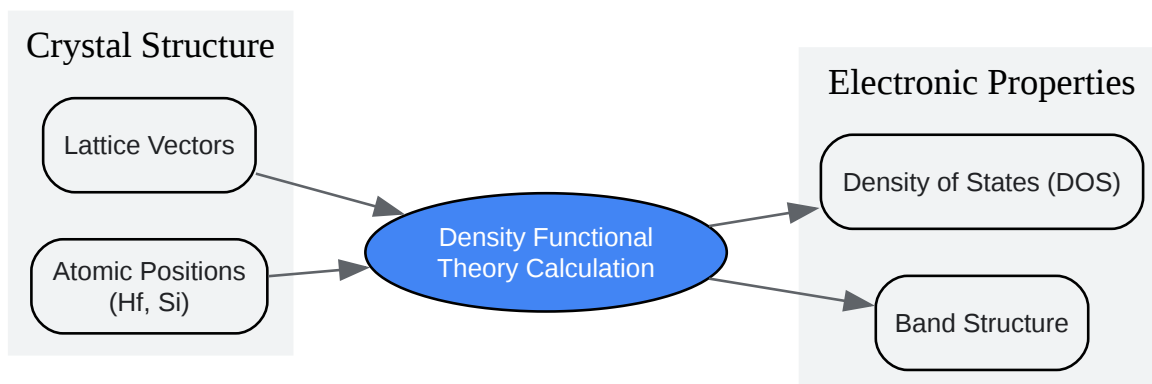 Crystal Structure
Lattice Vectors
Atomic Positions
(Hf, Si)
Density Functional
Theory Calculation
Electronic Properties
Density of States (DOS)
Band Structure